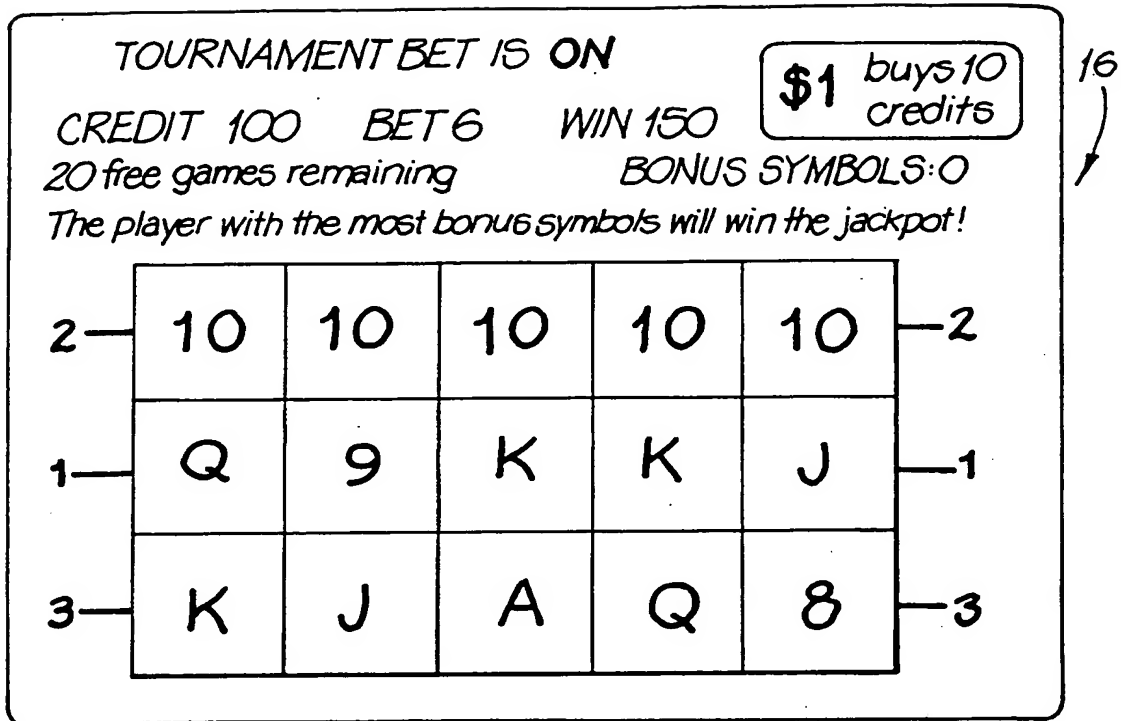 TOURNAMENT BET IS ON
$1 buys 10 credits
16
CREDIT 100 BET 6 WIN 150
20 free games remaining BONUS SYMBOLS: 0
The player with the most bonus symbols will win the jackpot!
2 10 10 10 10 10 2
1 Q 9 K K J 1
3 K J A Q 8 3